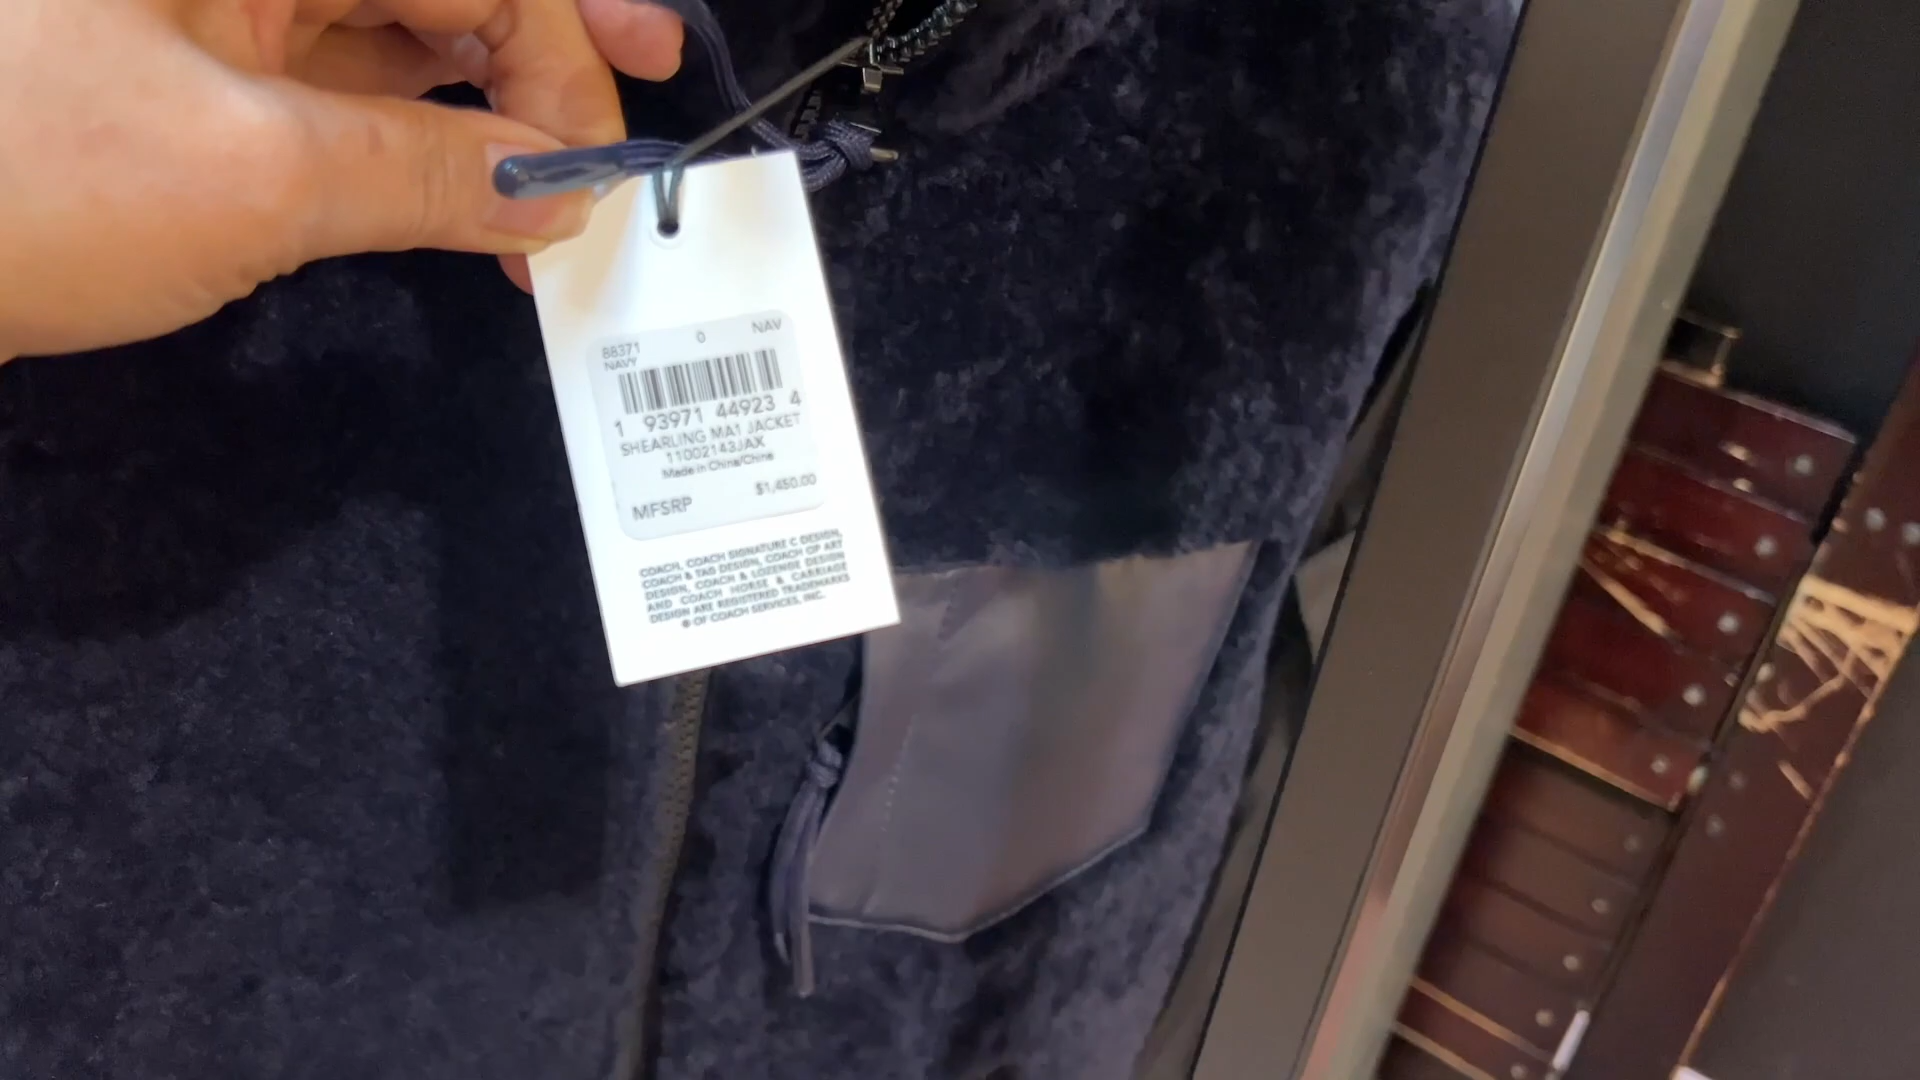 88371 0 NAV
NAVY
1 93971 44923 4
SHEARLING MA1 JACKET
11002143JAX
Made in China/China
MFSRP $1,450.00
COACH, COACH SIGNATURE C DESIGN,
COACH & TAG DESIGN, COACH OP ART
DESIGN, COACH & LOZENGE DESIGN
AND COACH HORSE & CARRIAGE
DESIGN ARE REGISTERED TRADEMARKS
® OF COACH SERVICES, INC.